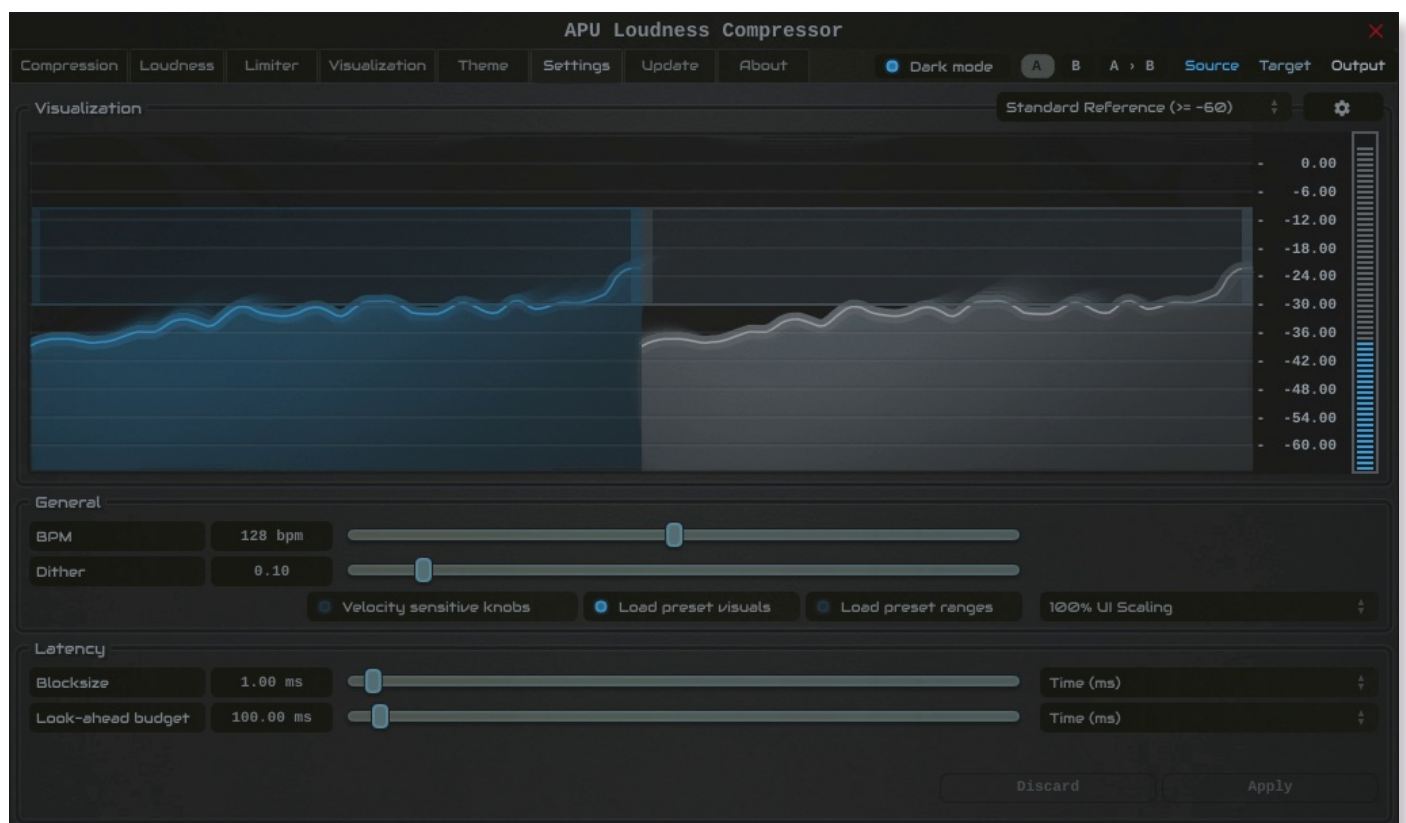 APU Loudness Compressor
Compression Loudness Limiter Visualization Theme Settings Update About Dark mode A B A › B Source Target Output
Visualization Standard Reference (>= -60)
- 0.00
- -6.00
- -12.00
- -18.00
- -24.00
- -30.00
- -36.00
- -42.00
- -48.00
- -54.00
- -60.00
General
BPM 128 bpm
Dither 0.10
Velocity sensitive knobs Load preset visuals Load preset ranges 100% UI Scaling
Latency
Blocksize 1.00 ms Time (ms)
Look-ahead budget 100.00 ms Time (ms)
Discard Apply